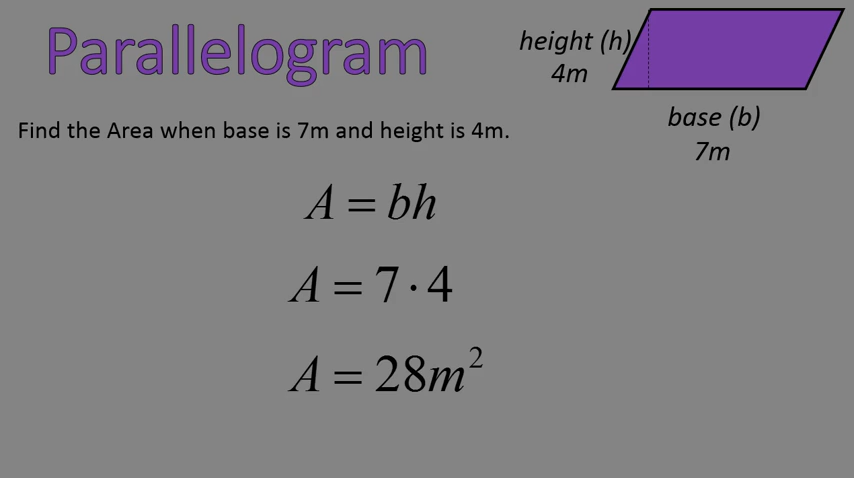 Parallelogram
height (h)
4m
base (b)
7m
Find the Area when base is 7m and height is 4m.
A = bh
A = 7 · 4
A = 28m²